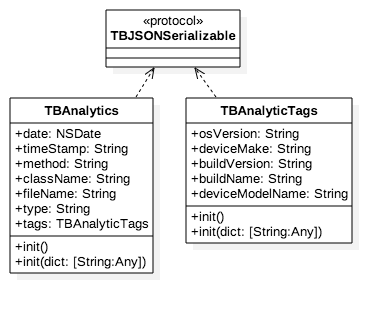 «protocol»
TBJSONSerializable
TBAnalytics
+date: NSDate
+timeStamp: String
+method: String
+className: String
+fileName: String
+type: String
+tags: TBAnalyticTags
+init()
+init(dict: [String:Any])
TBAnalyticTags
+osVersion: String
+deviceMake: String
+buildVersion: String
+buildName: String
+deviceModelName: String
+init()
+init(dict: [String:Any])